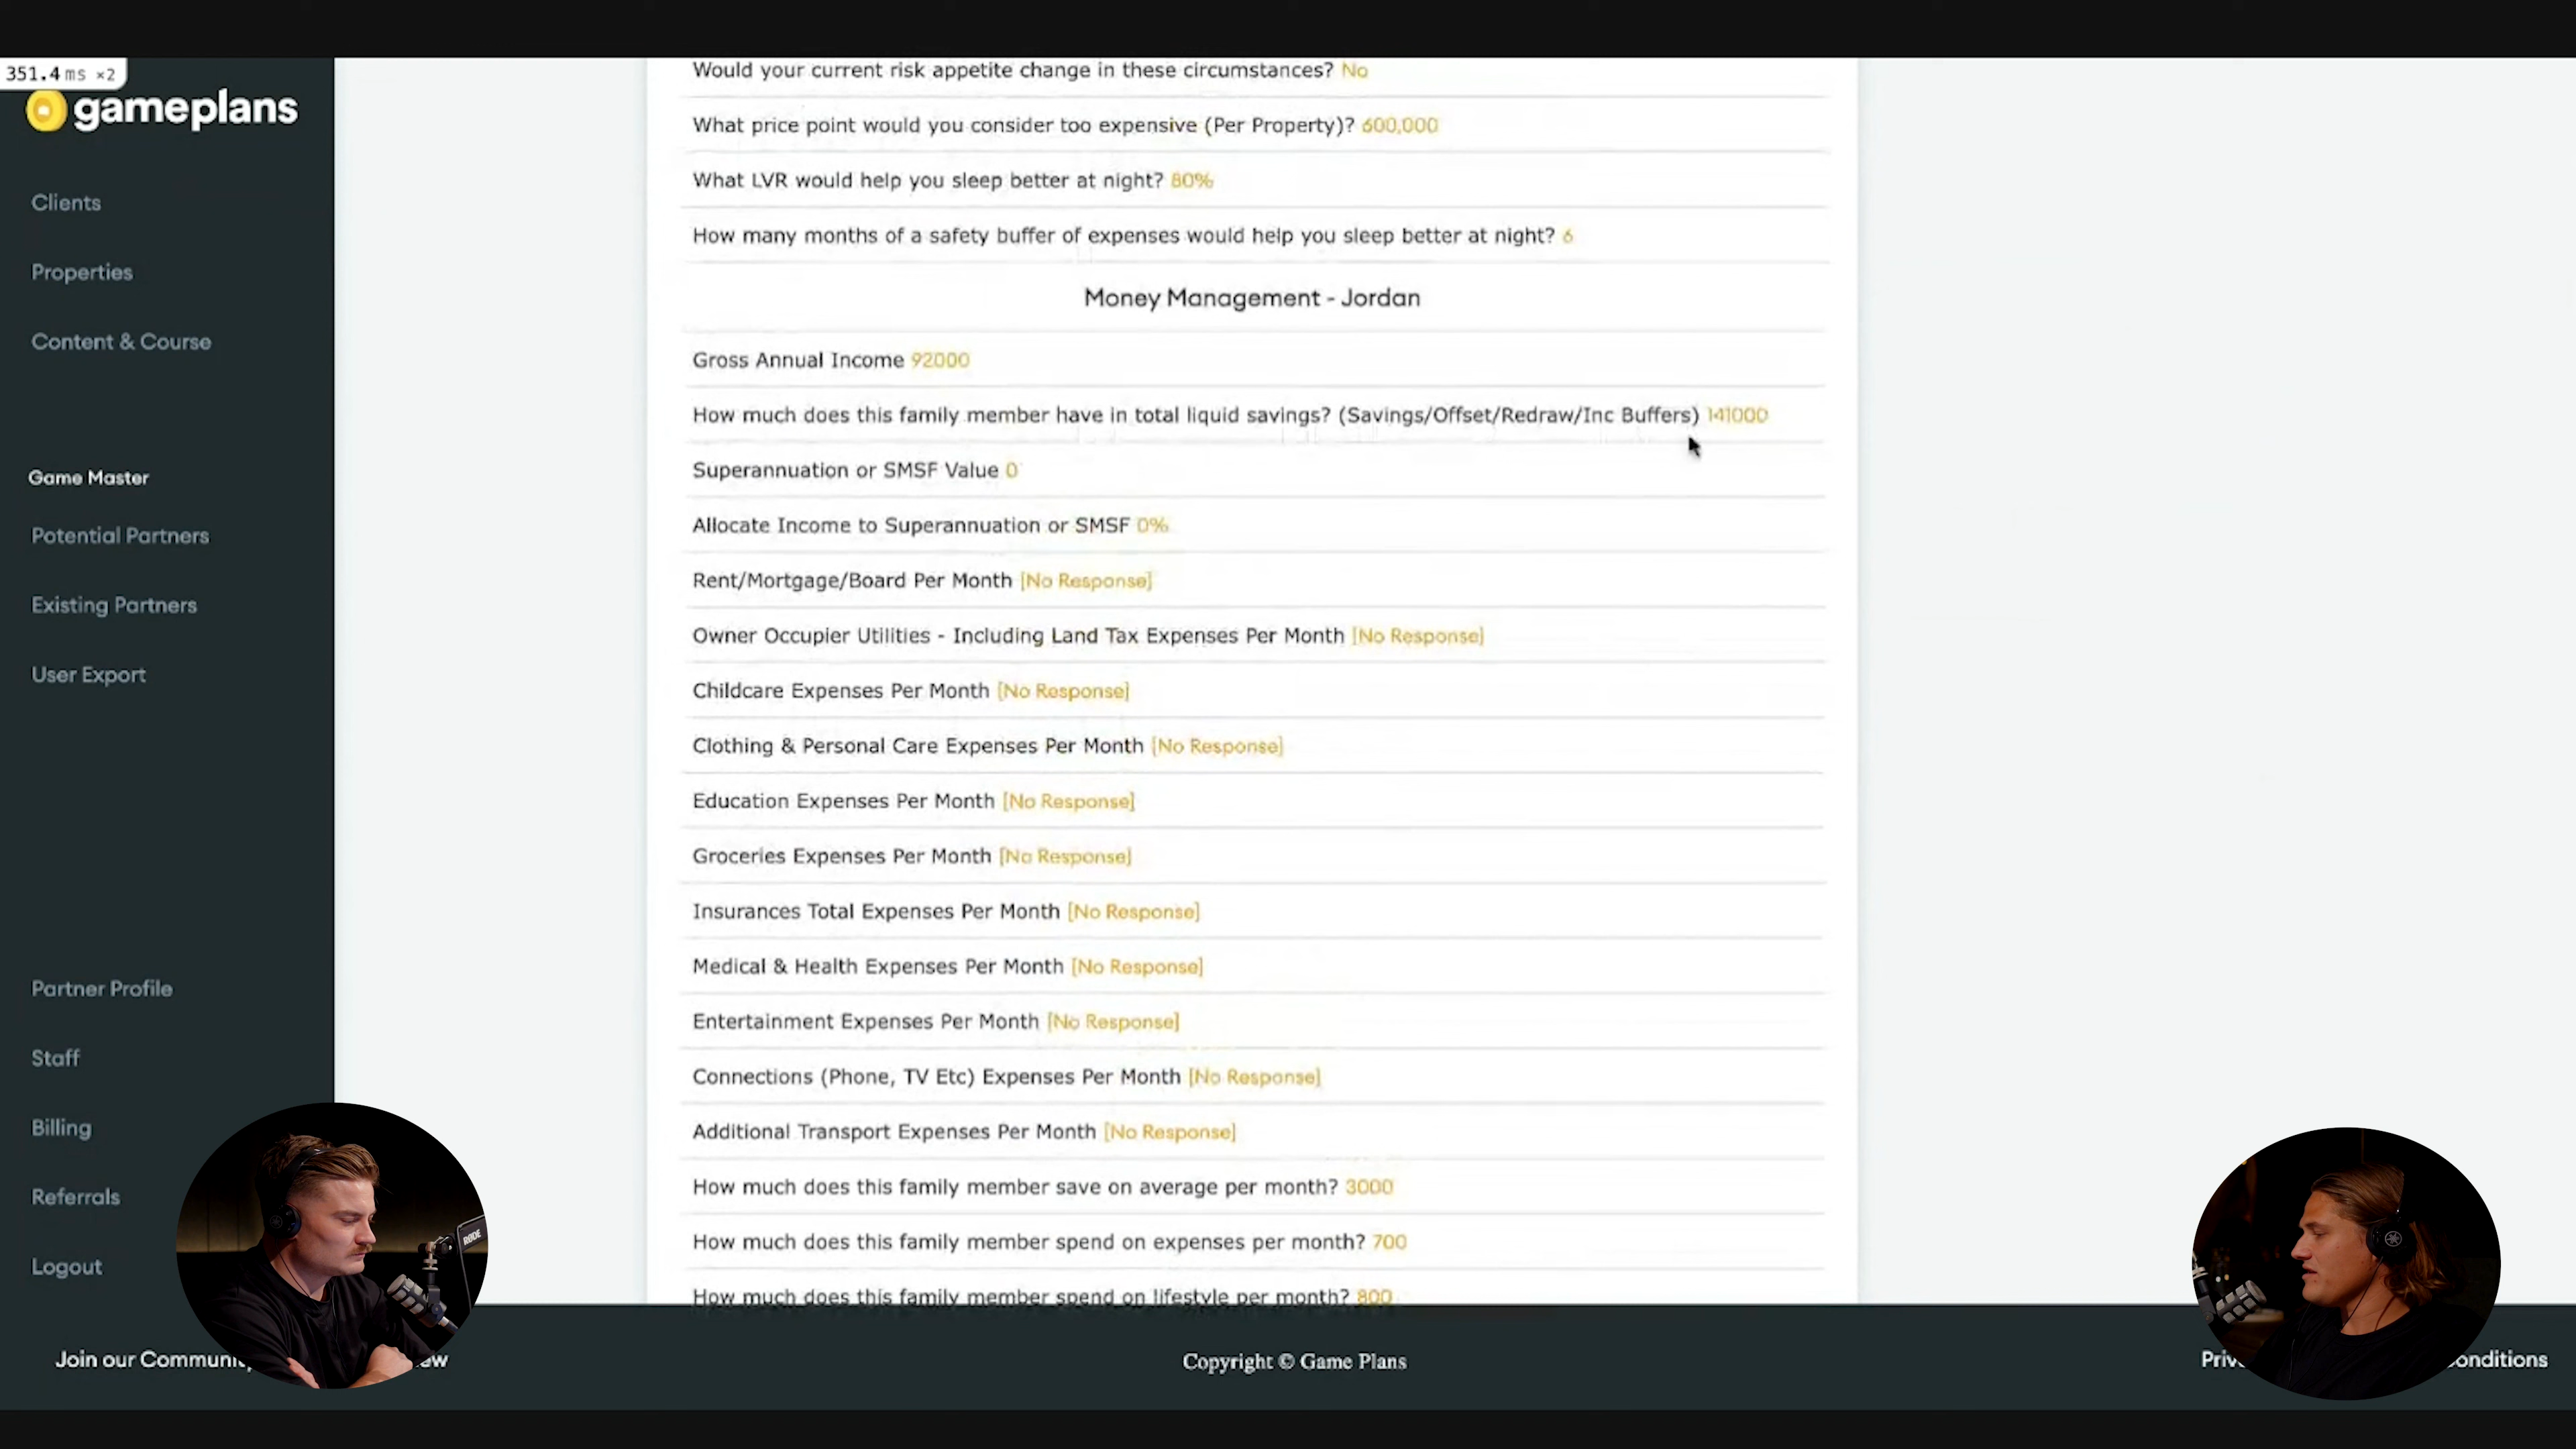 351.4 ms ×2
gameplans
Clients
Properties
Content & Course
Game Master
Potential Partners
Existing Partners
User Export
Partner Profile
Staff
Billing
Referrals
Logout
Would your current risk appetite change in these circumstances? No
What price point would you consider too expensive (Per Property)? 600,000
What LVR would help you sleep better at night? 80%
How many months of a safety buffer of expenses would help you sleep better at night? 6
Money Management - Jordan
Gross Annual Income 92000
How much does this family member have in total liquid savings? (Savings/Offset/Redraw/Inc Buffers) 141000
Superannuation or SMSF Value 0
Allocate Income to Superannuation or SMSF 0%
Rent/Mortgage/Board Per Month [No Response]
Owner Occupier Utilities - Including Land Tax Expenses Per Month [No Response]
Childcare Expenses Per Month [No Response]
Clothing & Personal Care Expenses Per Month [No Response]
Education Expenses Per Month [No Response]
Groceries Expenses Per Month [No Response]
Insurances Total Expenses Per Month [No Response]
Medical & Health Expenses Per Month [No Response]
Entertainment Expenses Per Month [No Response]
Connections (Phone, TV Etc) Expenses Per Month [No Response]
Additional Transport Expenses Per Month [No Response]
How much does this family member save on average per month? 3000
How much does this family member spend on expenses per month? 700
How much does this family member spend on lifestyle per month? 800
RØDE
Join our
Copyright © Game Plans